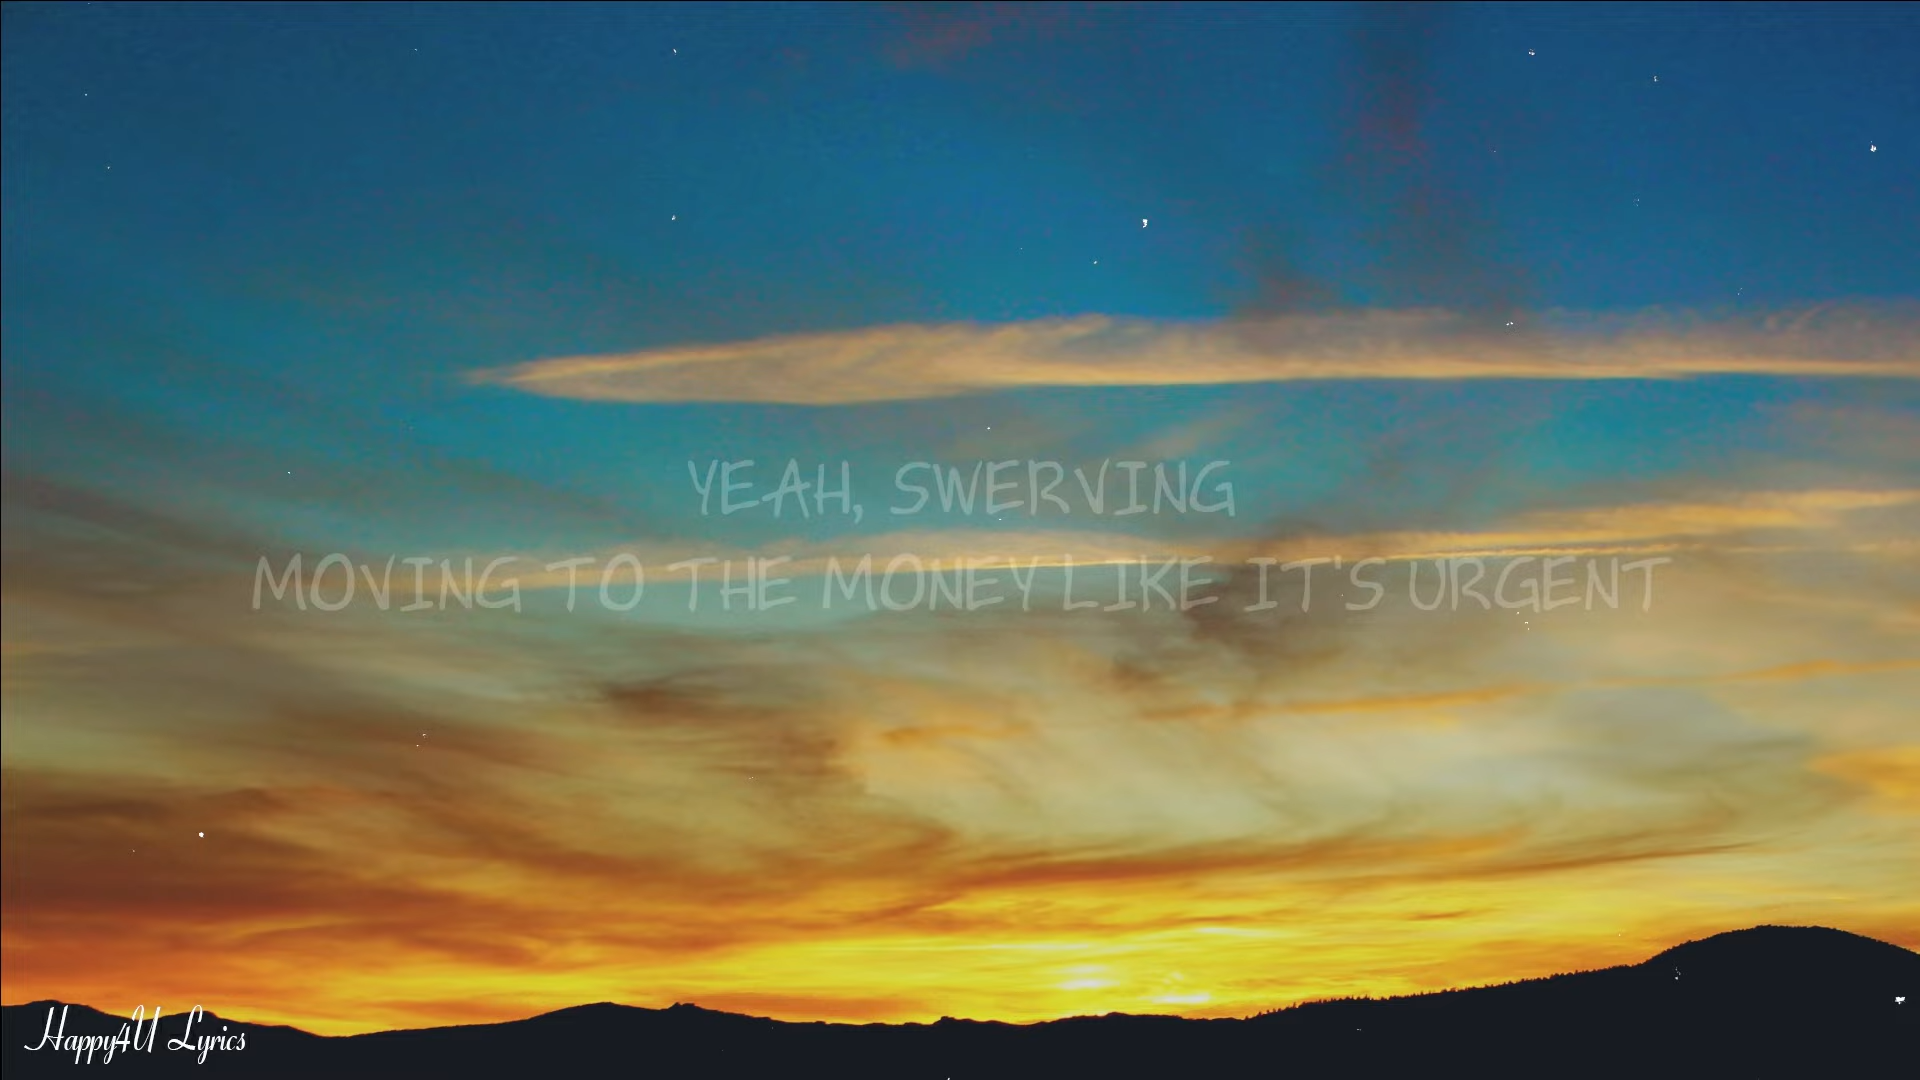 YEAH, SWERVING
MOVING TO THE MONEY LIKE IT'S URGENT
Happy4U Lyrics